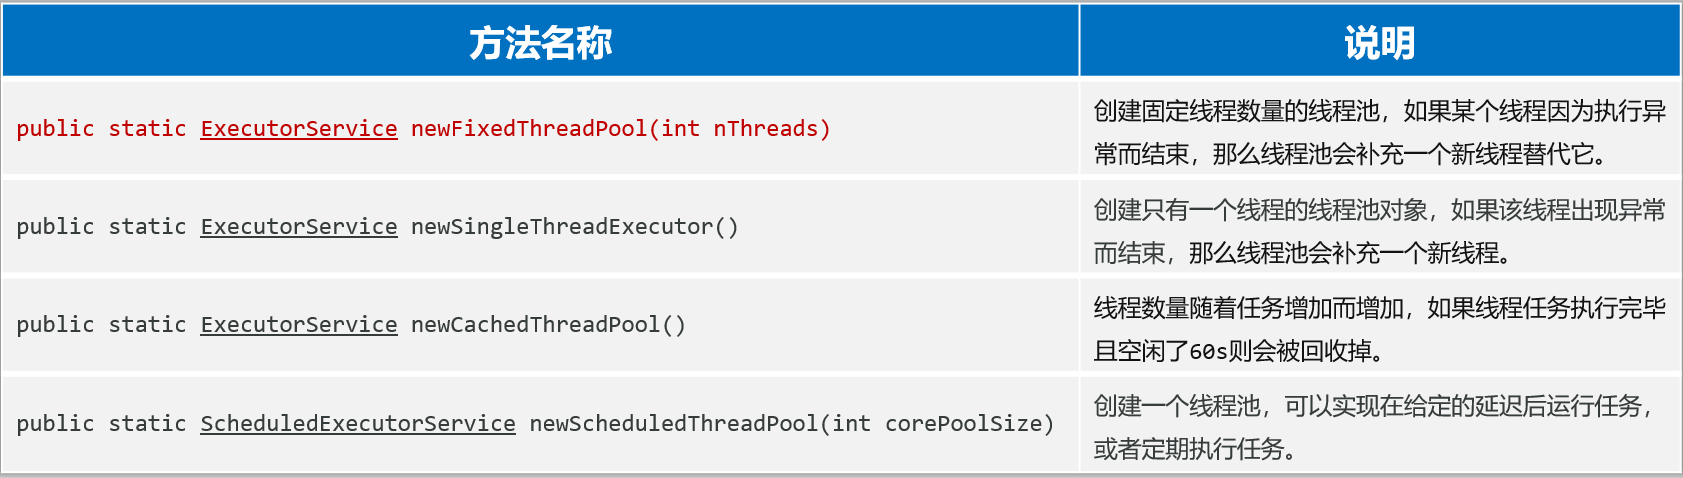 方法名称
说明
public static ExecutorService newFixedThreadPool(int nThreads)
创建固定线程数量的线程池，如果某个线程因为执行异
常而结束，那么线程池会补充一个新线程替代它。
public static ExecutorService newSingleThreadExecutor()
创建只有一个线程的线程池对象，如果该线程出现异常
而结束，那么线程池会补充一个新线程。
public static ExecutorService newCachedThreadPool()
线程数量随着任务增加而增加，如果线程任务执行完毕
且空闲了60s则会被回收掉。
public static ScheduledExecutorService newScheduledThreadPool(int corePoolSize)
创建一个线程池，可以实现在给定的延迟后运行任务，
或者定期执行任务。